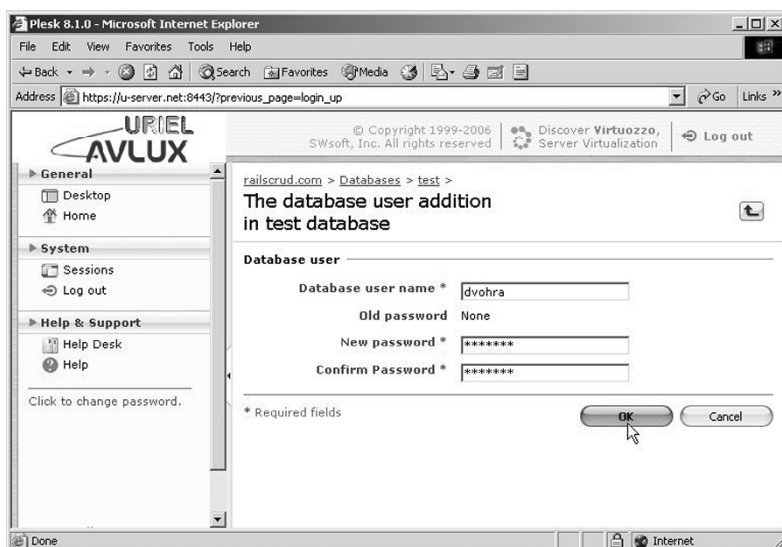 Plesk 8.1.0 - Microsoft Internet Explorer
File Edit View Favorites Tools Help
Back Search Favorites Media
Address https://u-server.net:8443/?previous_page=login_up Go Links »
URIEL
AVLUX
© Copyright 1999-2006
SWsoft, Inc. All rights reserved
Discover Virtuozzo,
Server Virtualization
Log out
General
Desktop
Home
System
Sessions
Log out
Help & Support
Help Desk
Help
Click to change password.
railscrud.com > Databases > test >
The database user addition
in test database
Database user
Database user name * dvohra
Old password None
New password * *******
Confirm Password * *******
* Required fields
OK Cancel
Done Internet